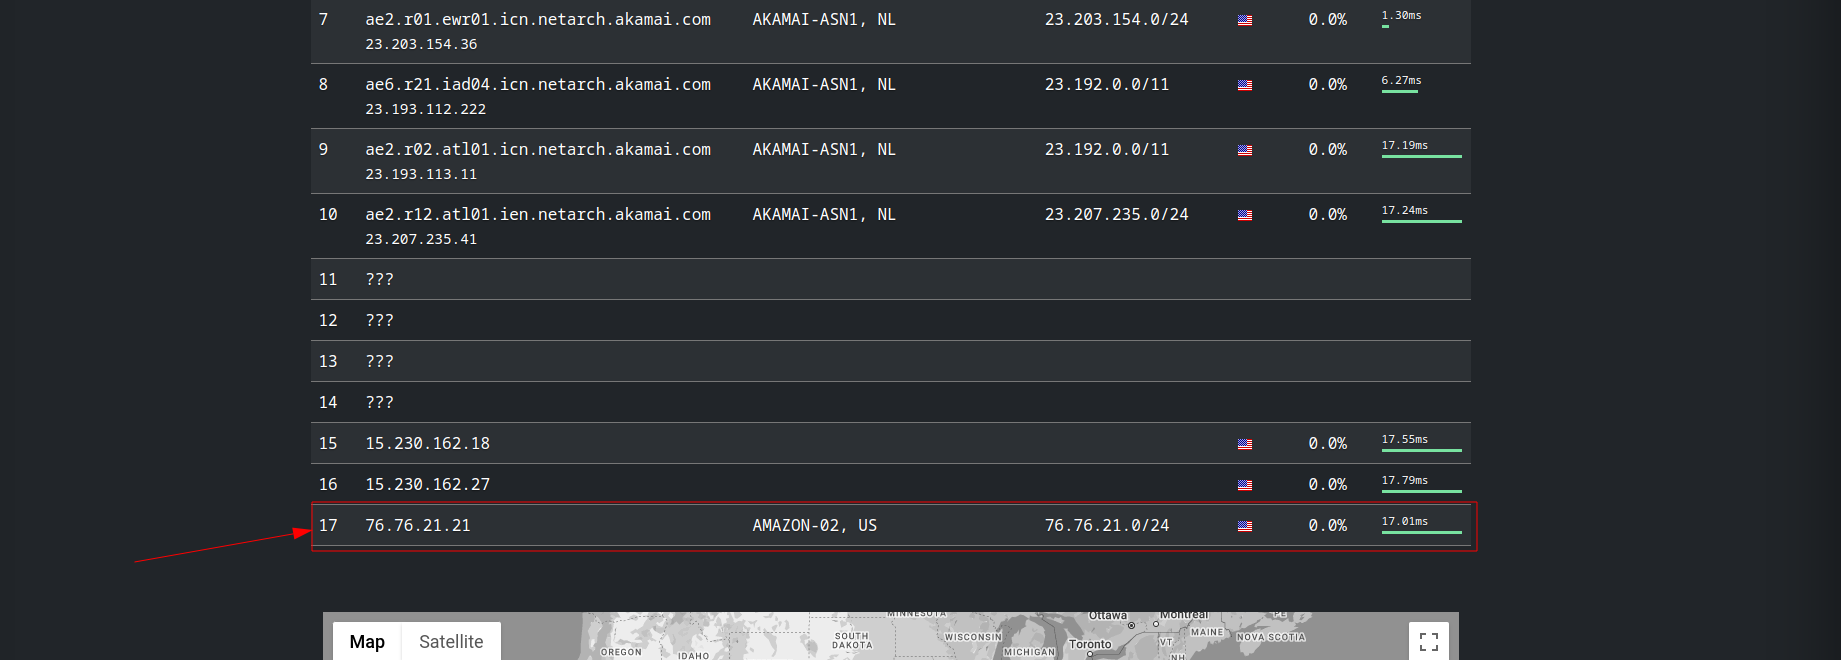 7 ae2.r01.ewr01.icn.netarch.akamai.com AKAMAI-ASN1, NL 23.203.154.0/24 0.0% 1.30ms
23.203.154.36
8 ae6.r21.iad04.icn.netarch.akamai.com AKAMAI-ASN1, NL 23.192.0.0/11 0.0% 6.27ms
23.193.112.222
9 ae2.r02.atl01.icn.netarch.akamai.com AKAMAI-ASN1, NL 23.192.0.0/11 0.0% 17.19ms
23.193.113.11
10 ae2.r12.atl01.ien.netarch.akamai.com AKAMAI-ASN1, NL 23.207.235.0/24 0.0% 17.24ms
23.207.235.41
11 ???
12 ???
13 ???
14 ???
15 15.230.162.18 0.0% 17.55ms
16 15.230.162.27 0.0% 17.79ms
17 76.76.21.21 AMAZON-02, US 76.76.21.0/24 0.0% 17.01ms
MINNESOTA Ottawa Montreal PE
Map Satellite
SOUTH DAKOTA WISCONSIN MAINE NOVA SCOTIA
OREGON IDAHO MICHIGAN Toronto VT
NH